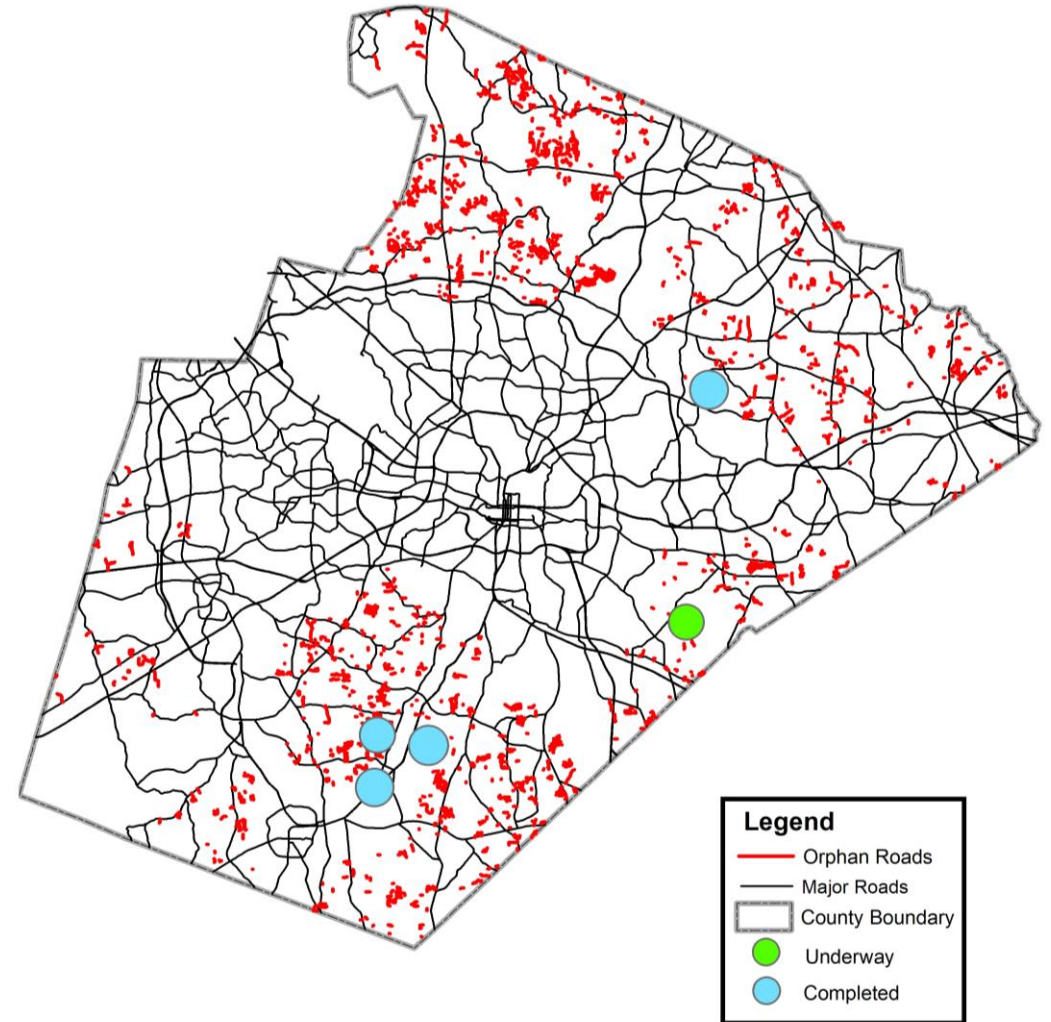 Legend
Orphan Roads
Major Roads
County Boundary
Underway
Completed